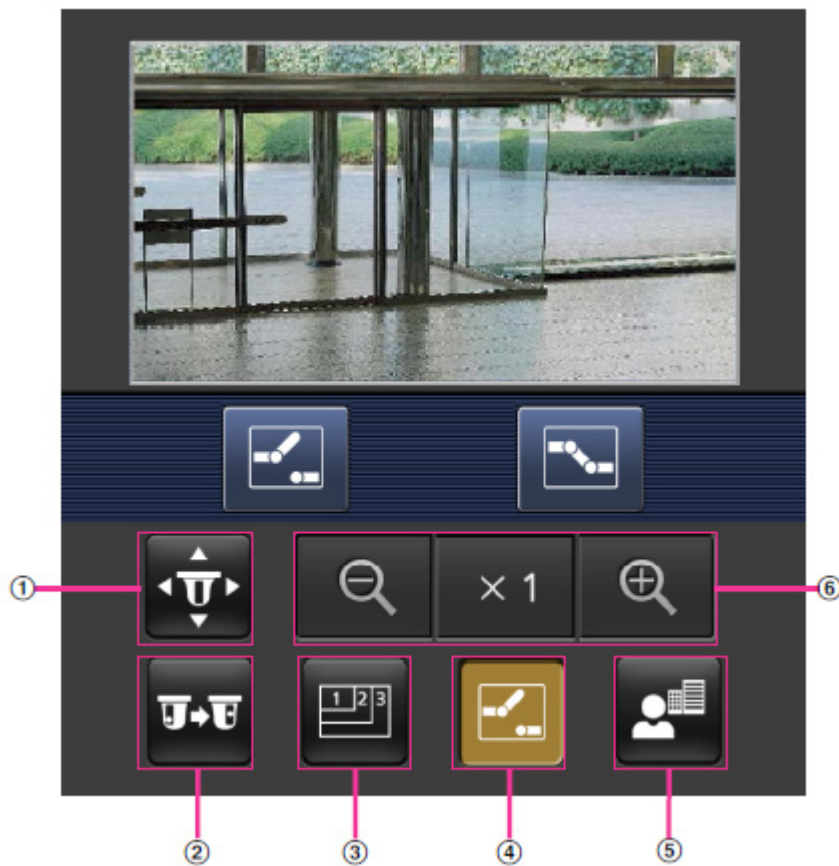 ①
× 1
⑥
1 2 3
② ③ ④ ⑤